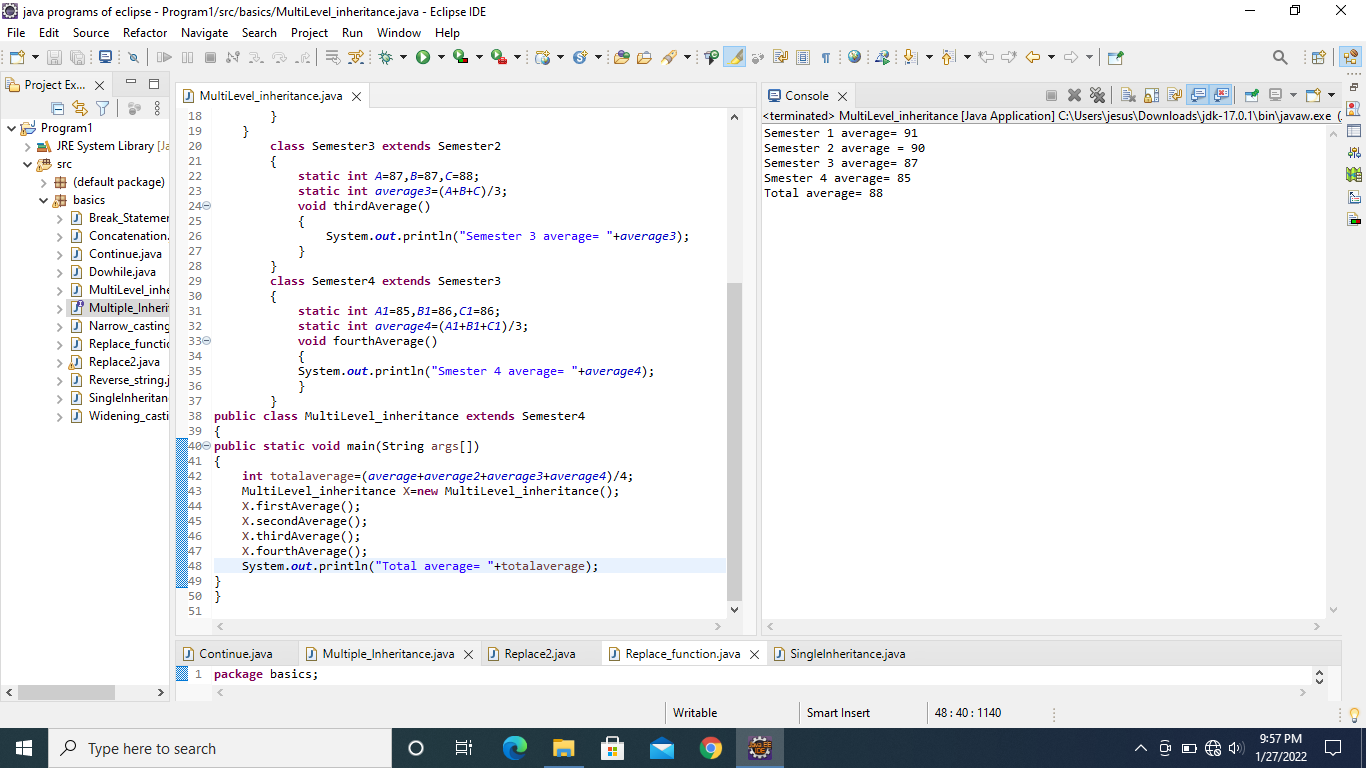 java programs of eclipse - Program1/src/basics/MultiLevel_inheritance.java - Eclipse IDE
File Edit Source Refactor Navigate Search Project Run Window Help
Project Ex...
Program1
JRE System Library [Ja
src
(default package)
basics
Break_Statemer
Concatenation.
Continue.java
Dowhile.java
MultiLevel_inhe
Multiple_Inherit
Narrow_casting
Replace_functic
Replace2.java
Reverse_string.j
SingleInheritan
Widening_casti
MultiLevel_inheritance.java
18 }
19 }
20 class Semester3 extends Semester2
21 {
22 static int A=87,B=87,C=88;
23 static int average3=(A+B+C)/3;
24 void thirdAverage()
25 {
26 System.out.println("Semester 3 average= "+average3);
27 }
28 }
29 class Semester4 extends Semester3
30 {
31 static int A1=85,B1=86,C1=86;
32 static int average4=(A1+B1+C1)/3;
33 void fourthAverage()
34 {
35 System.out.println("Smester 4 average= "+average4);
36 }
37 }
38 public class MultiLevel_inheritance extends Semester4
39 {
40 public static void main(String args[])
41 {
42 int totalaverage=(average+average2+average3+average4)/4;
43 MultiLevel_inheritance X=new MultiLevel_inheritance();
44 X.firstAverage();
45 X.secondAverage();
46 X.thirdAverage();
47 X.fourthAverage();
48 System.out.println("Total average= "+totalaverage);
49 }
50 }
51
Console
<terminated> MultiLevel_inheritance [Java Application] C:\Users\jesus\Downloads\jdk-17.0.1\bin\javaw.exe (
Semester 1 average= 91
Semester 2 average = 90
Semester 3 average= 87
Smester 4 average= 85
Total average= 88
Continue.java Multiple_Inheritance.java Replace2.java Replace_function.java SingleInheritance.java
1 package basics;
Writable Smart Insert 48 : 40 : 1140
Type here to search
9:57 PM
1/27/2022